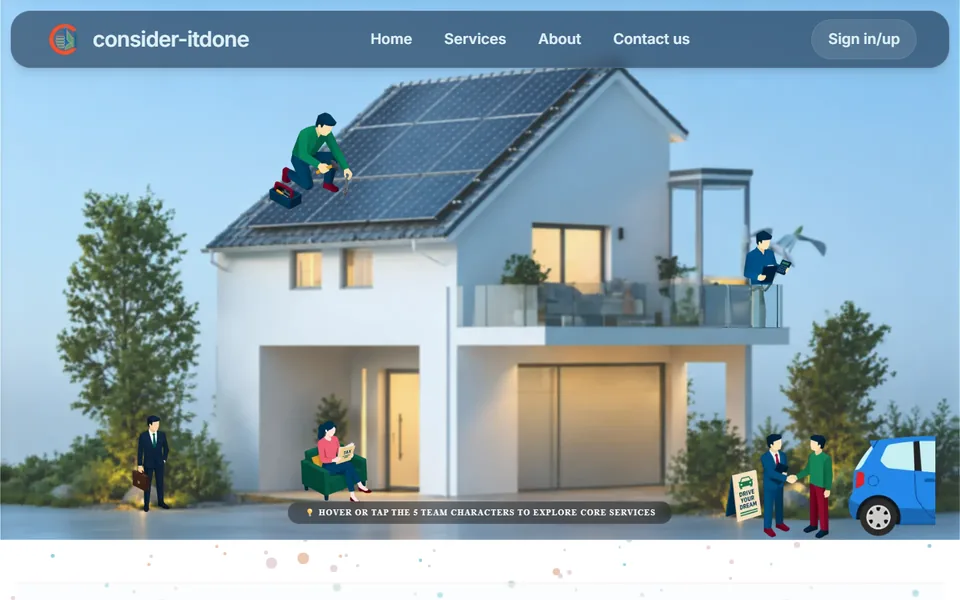 consider-itdone
Home
Services
About
Contact us
Sign in/up
TAX
DRIVE
YOUR
DREAM
HOVER OR TAP THE 5 TEAM CHARACTERS TO EXPLORE CORE SERVICES